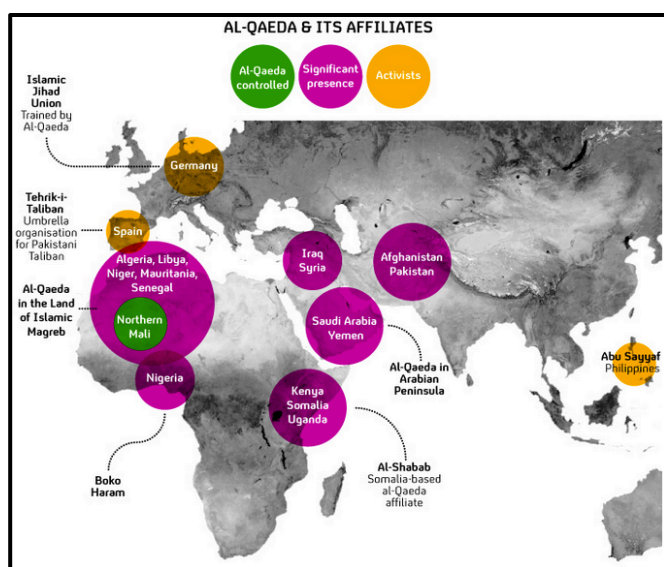 AL-QAEDA & ITS AFFILIATES
Al-Qaeda
controlled
Significant
presence
Activists
Islamic
Jihad
Union
Trained by
Al-Qaeda
Germany
Tehrik-i-
Taliban
Umbrella
organisation
for Pakistani
Taliban
Spain
Algeria, Libya,
Niger, Mauritania,
Senegal
Iraq
Syria
Afghanistan
Pakistan
Al-Qaeda
in the Land
of Islamic
Magreb
Northern
Mali
Saudi Arabia
Yemen
Al-Qaeda in
Arabian
Peninsula
Abu Sayyaf
Philippines
Nigeria
Kenya
Somalia
Uganda
Boko
Haram
Al-Shabab
Somalia-based
al-Qaeda
affiliate